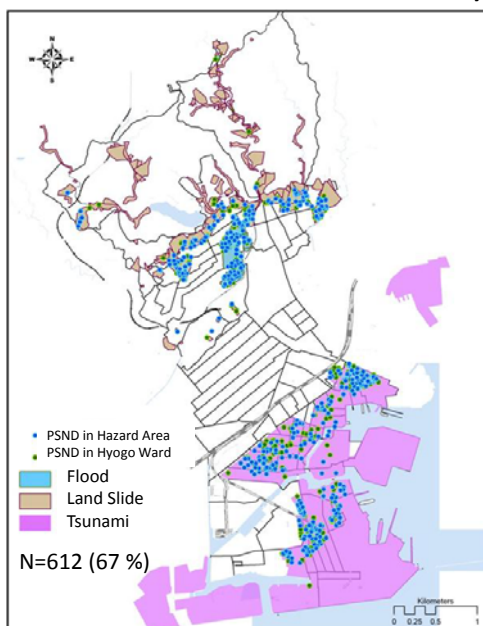 N
W E
S
PSND in Hazard Area
PSND in Hyogo Ward
Flood
Land Slide
Tsunami
N=612 (67 %)
Kilometers
0 0.25 0.5 1